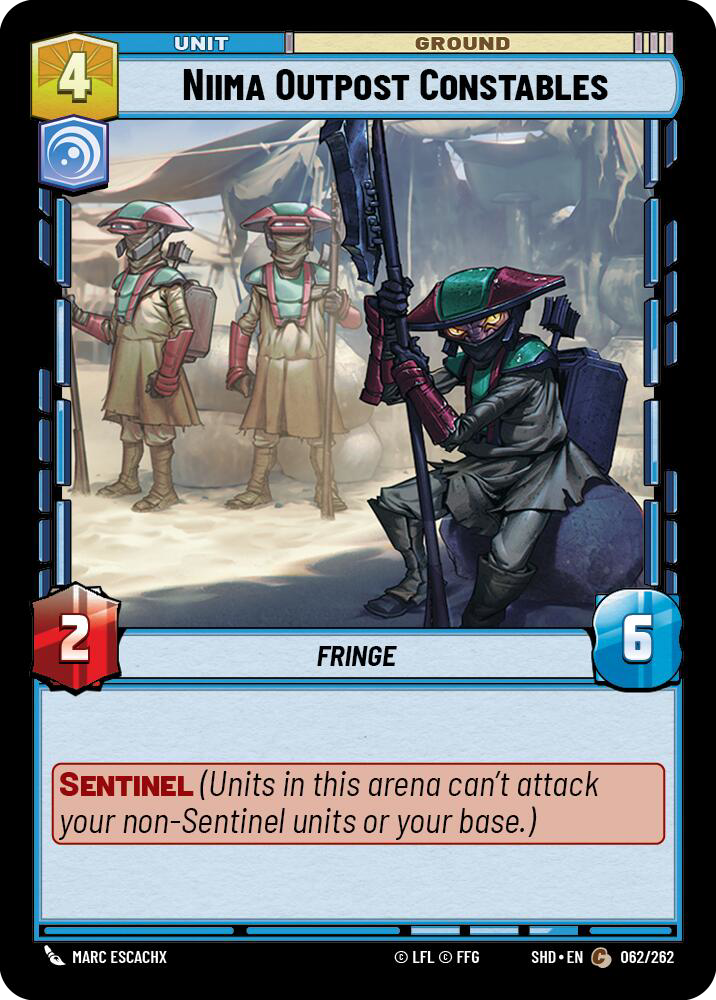 UNIT GROUND
4 NIIMA OUTPOST CONSTABLES
2 FRINGE 6
SENTINEL (Units in this arena can't attack
your non-Sentinel units or your base.)
MARC ESCACHX © LFL © FFG SHD • EN C 062/262